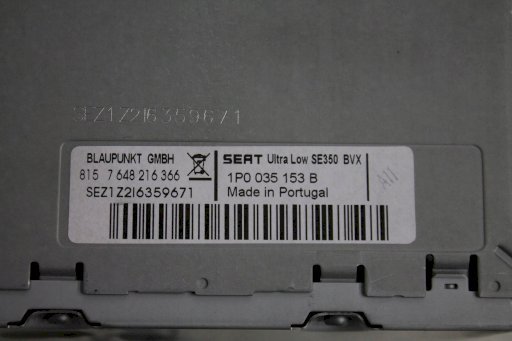 SEZ1Z2I6359671
BLAUPUNKT GMBH
815 7 648 216 366
SEZ1Z2I6359671
SEAT Ultra Low SE350 BVX
1P0 035 153 B
Made in Portugal
A11